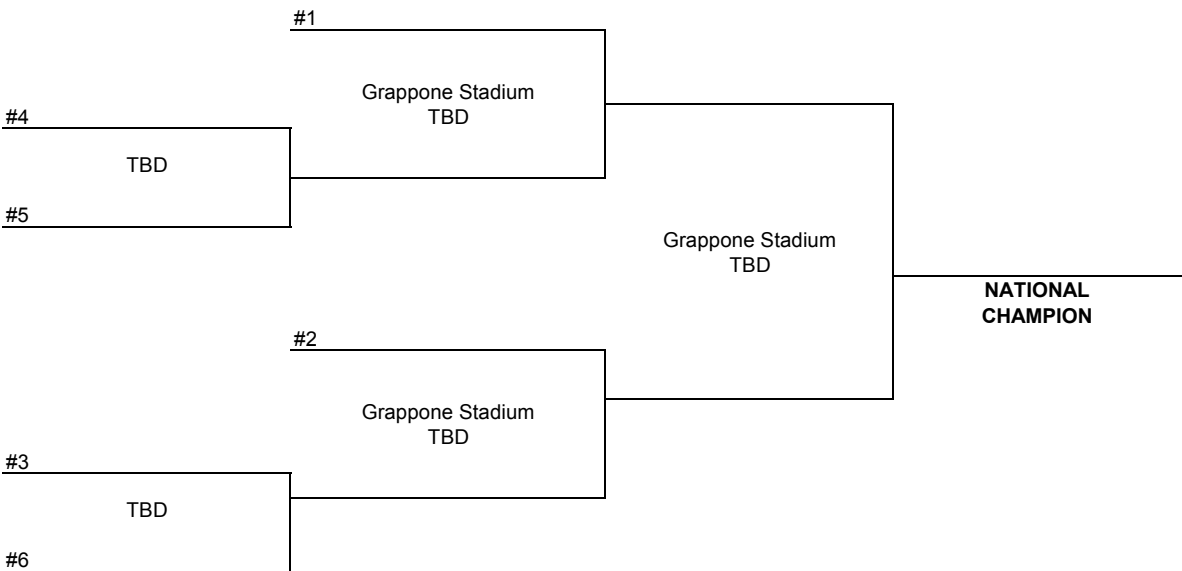 #1
Grappone Stadium
TBD
#4
TBD
#5
Grappone Stadium
TBD
NATIONAL
CHAMPION
#2
Grappone Stadium
TBD
#3
TBD
#6